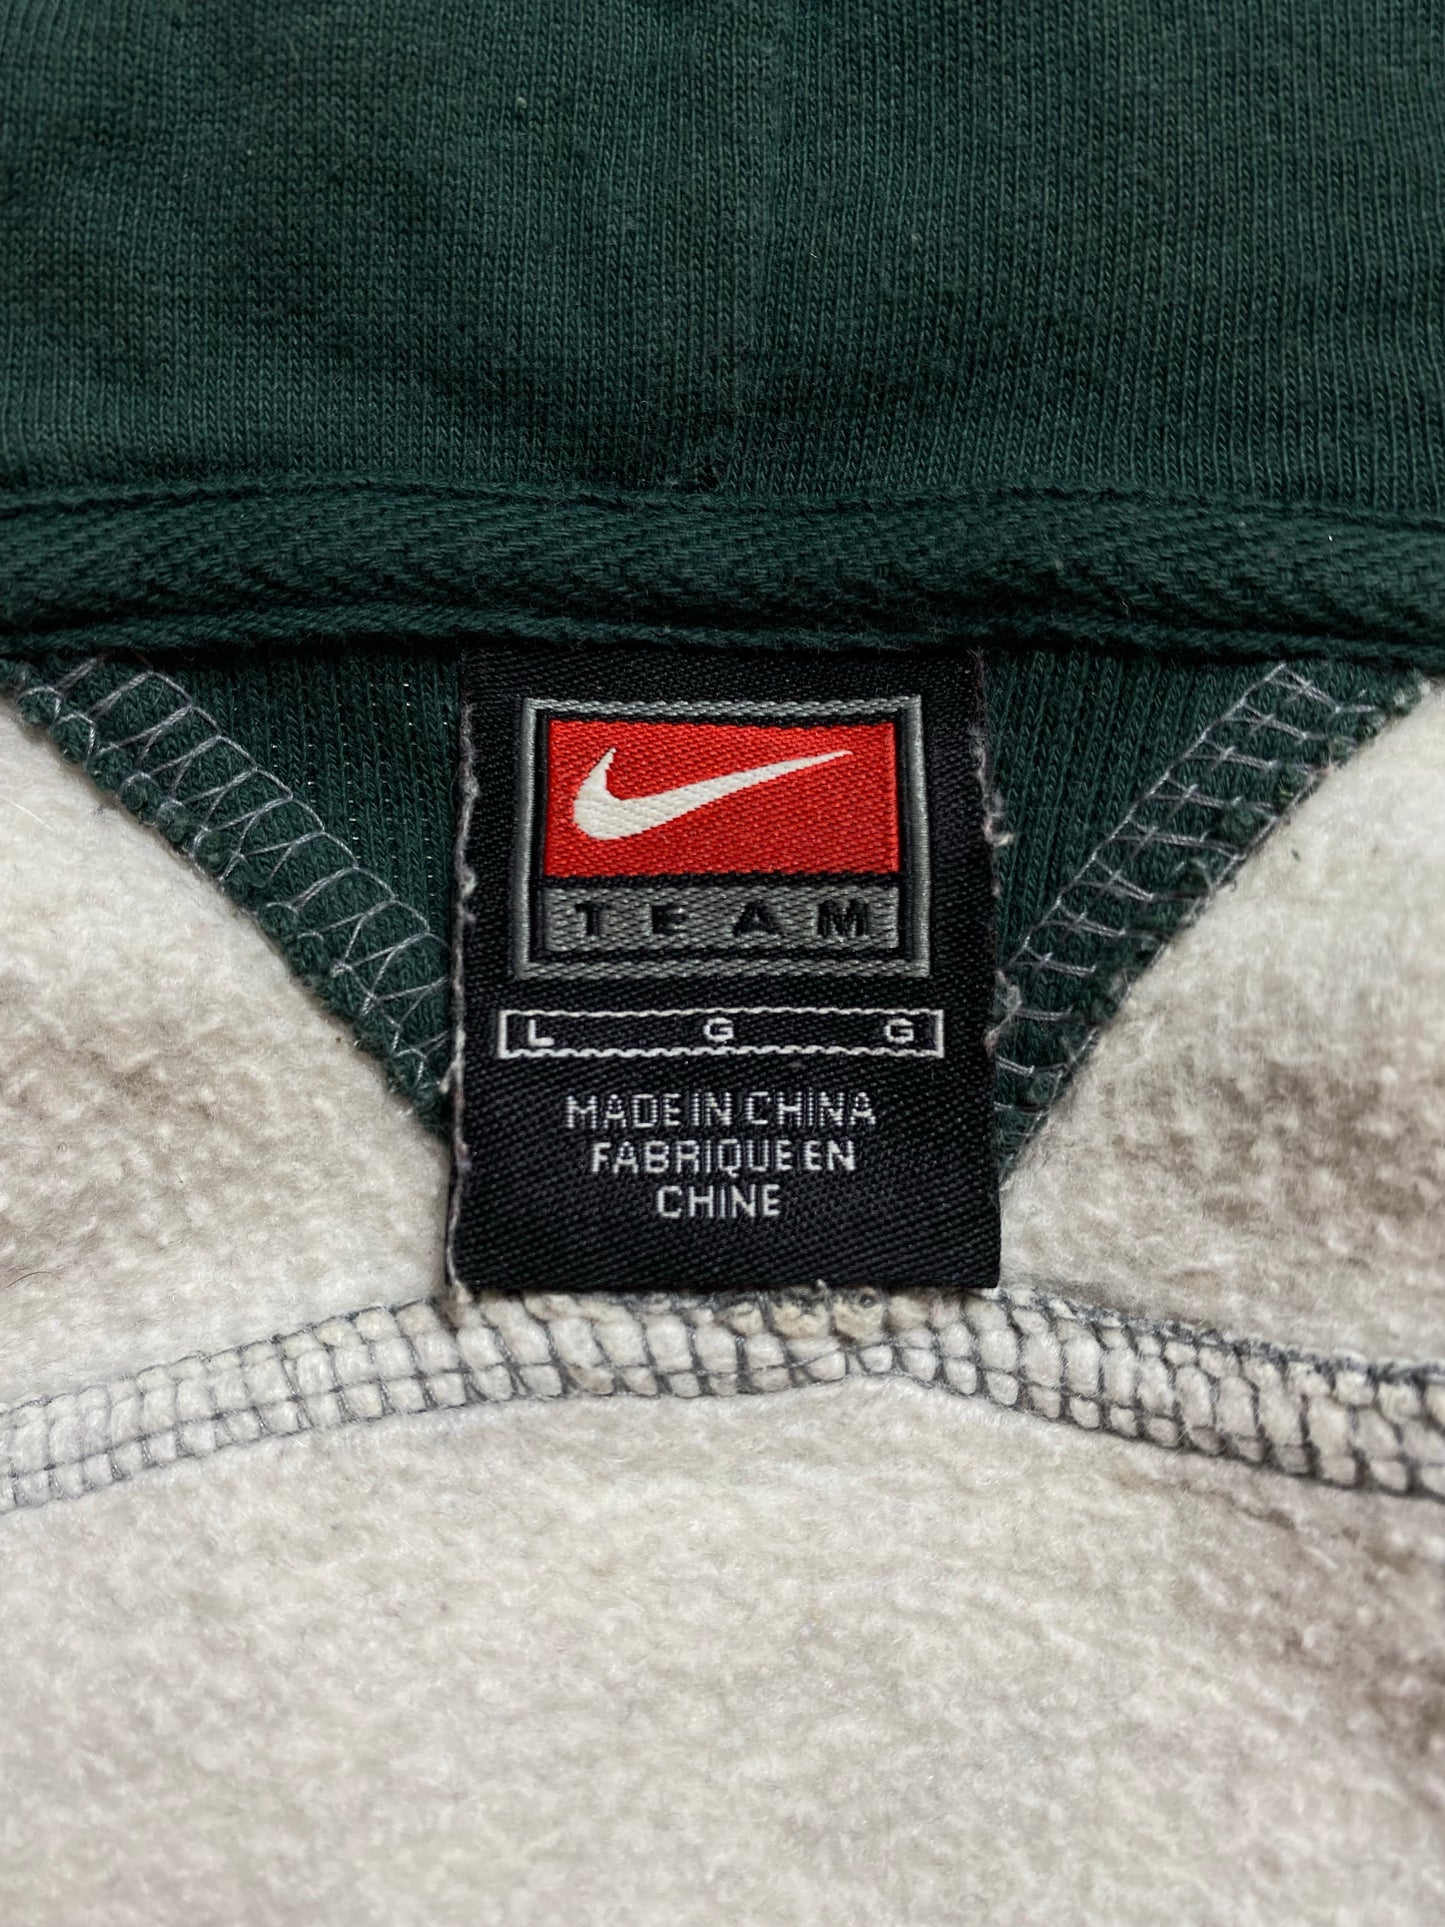 TEAM
L G G
MADE IN CHINA
FABRIQUE EN
CHINE